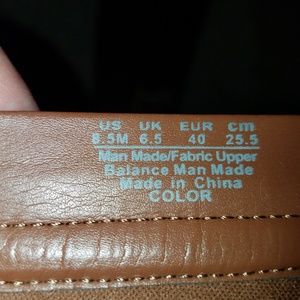 US UK EUR cm
8.5M 6.5 40 25.5
Man Made/Fabric Upper
Balance Man Made
Made in China
COLOR